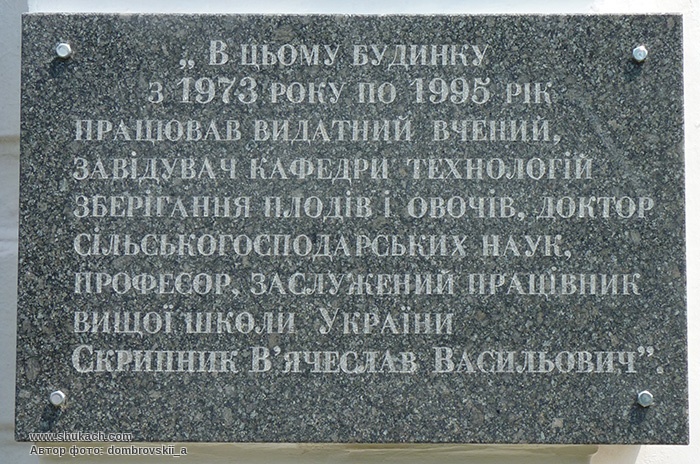 „ В ЦЬОМУ БУДИНКУ
З 1973 РОКУ ПО 1995 РІК
ПРАЦЮВАВ ВИДАТНИЙ ВЧЕНИЙ,
ЗАВІДУВАЧ КАФЕДРИ ТЕХНОЛОГІЙ
ЗБЕРІГАННЯ ПЛОДІВ І ОВОЧІВ, ДОКТОР
СІЛЬСЬКОГОСПОДАРСЬКИХ НАУК,
ПРОФЕСОР, ЗАСЛУЖЕНИЙ ПРАЦІВНИК
ВИЩОЇ ШКОЛИ УКРАЇНИ
СКРИПНИК В'ЯЧЕСЛАВ ВАСИЛЬОВИЧ”.
www.shukach.com
Автор фото: dombrovskii_a